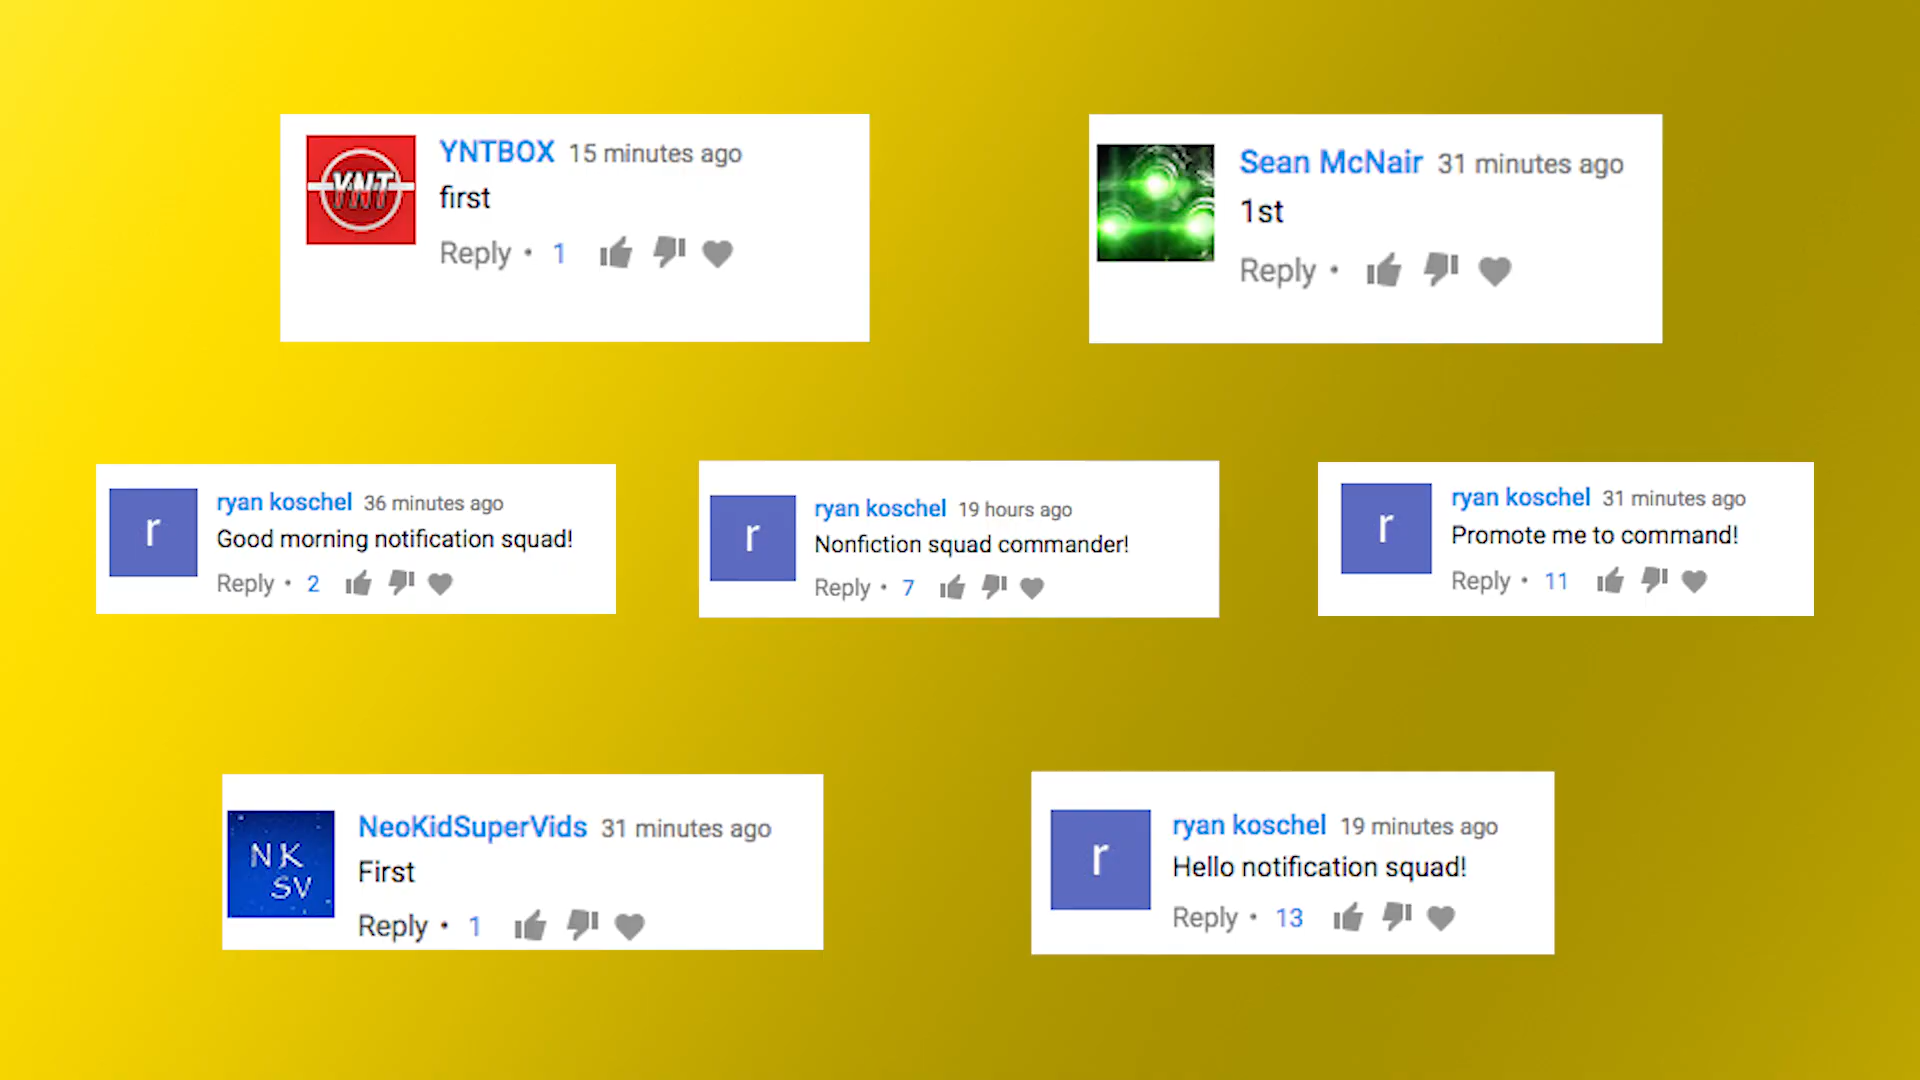 YNT
YNTBOX 15 minutes ago
first
Reply • 1
Sean McNair 31 minutes ago
1st
Reply •
r
ryan koschel 36 minutes ago
Good morning notification squad!
Reply • 2
r
ryan koschel 19 hours ago
Nonfiction squad commander!
Reply • 7
r
ryan koschel 31 minutes ago
Promote me to command!
Reply • 11
NK
SV
NeoKidSuperVids 31 minutes ago
First
Reply • 1
r
ryan koschel 19 minutes ago
Hello notification squad!
Reply • 13